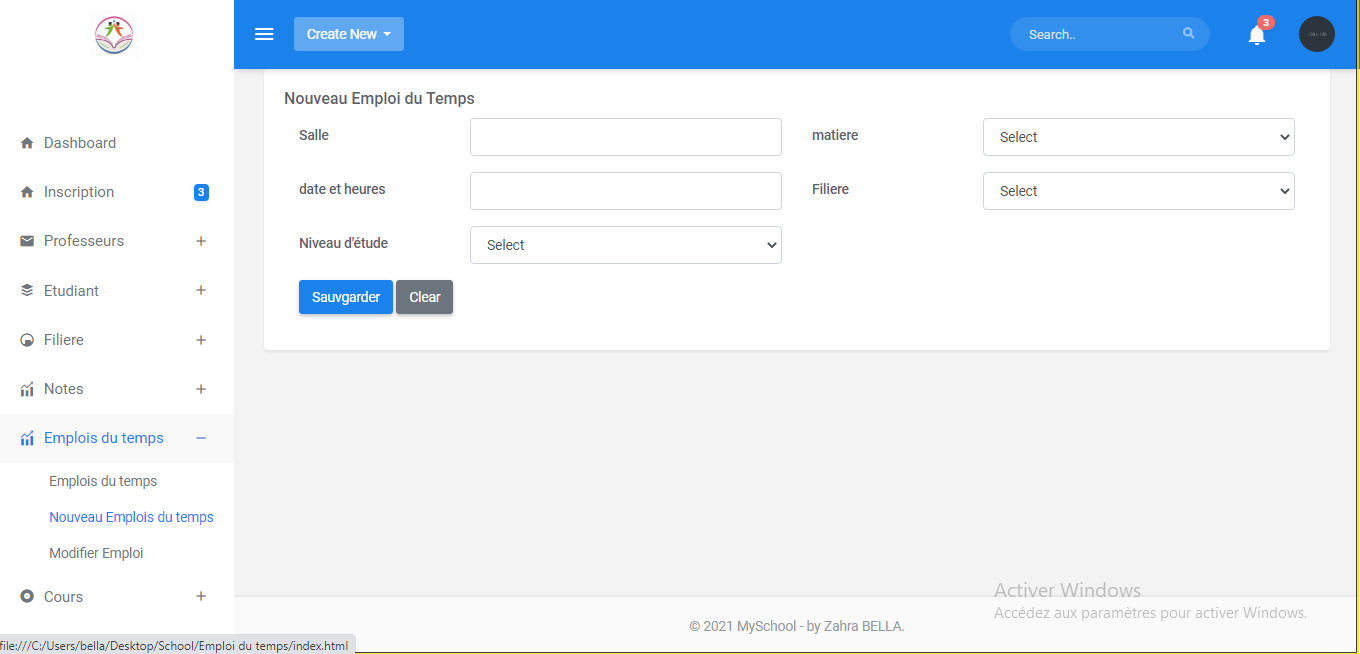 Create New
Search..
3
Dashboard
Inscription 3
Professeurs +
Etudiant +
Filiere +
Notes +
Emplois du temps −
Emplois du temps
Nouveau Emplois du temps
Modifier Emploi
Cours +
Nouveau Emploi du Temps
Salle
matiere Select
date et heures
Filiere Select
Niveau d'étude Select
Sauvgarder Clear
Activer Windows
Accédez aux paramètres pour activer Windows.
© 2021 MySchool - by Zahra BELLA.
file:///C:/Users/bella/Desktop/School/Emploi du temps/index.html